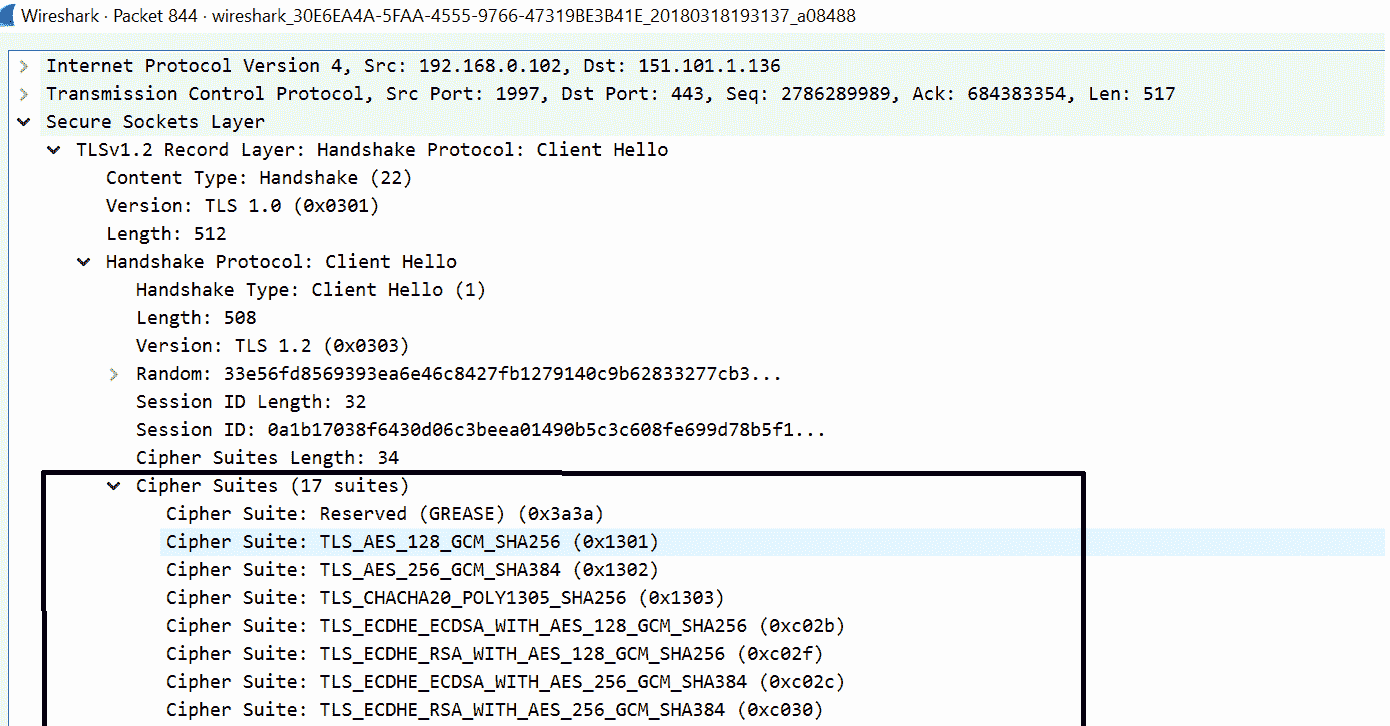 Wireshark · Packet 844 · wireshark_30E6EA4A-5FAA-4555-9766-47319BE3B41E_20180318193137_a08488
Internet Protocol Version 4, Src: 192.168.0.102, Dst: 151.101.1.136
Transmission Control Protocol, Src Port: 1997, Dst Port: 443, Seq: 2786289989, Ack: 684383354, Len: 517
Secure Sockets Layer
TLSv1.2 Record Layer: Handshake Protocol: Client Hello
Content Type: Handshake (22)
Version: TLS 1.0 (0x0301)
Length: 512
Handshake Protocol: Client Hello
Handshake Type: Client Hello (1)
Length: 508
Version: TLS 1.2 (0x0303)
Random: 33e56fd8569393ea6e46c8427fb1279140c9b62833277cb3...
Session ID Length: 32
Session ID: 0a1b17038f6430d06c3beea01490b5c3c608fe699d78b5f1...
Cipher Suites Length: 34
Cipher Suites (17 suites)
Cipher Suite: Reserved (GREASE) (0x3a3a)
Cipher Suite: TLS_AES_128_GCM_SHA256 (0x1301)
Cipher Suite: TLS_AES_256_GCM_SHA384 (0x1302)
Cipher Suite: TLS_CHACHA20_POLY1305_SHA256 (0x1303)
Cipher Suite: TLS_ECDHE_ECDSA_WITH_AES_128_GCM_SHA256 (0xc02b)
Cipher Suite: TLS_ECDHE_RSA_WITH_AES_128_GCM_SHA256 (0xc02f)
Cipher Suite: TLS_ECDHE_ECDSA_WITH_AES_256_GCM_SHA384 (0xc02c)
Cipher Suite: TLS_ECDHE_RSA_WITH_AES_256_GCM_SHA384 (0xc030)